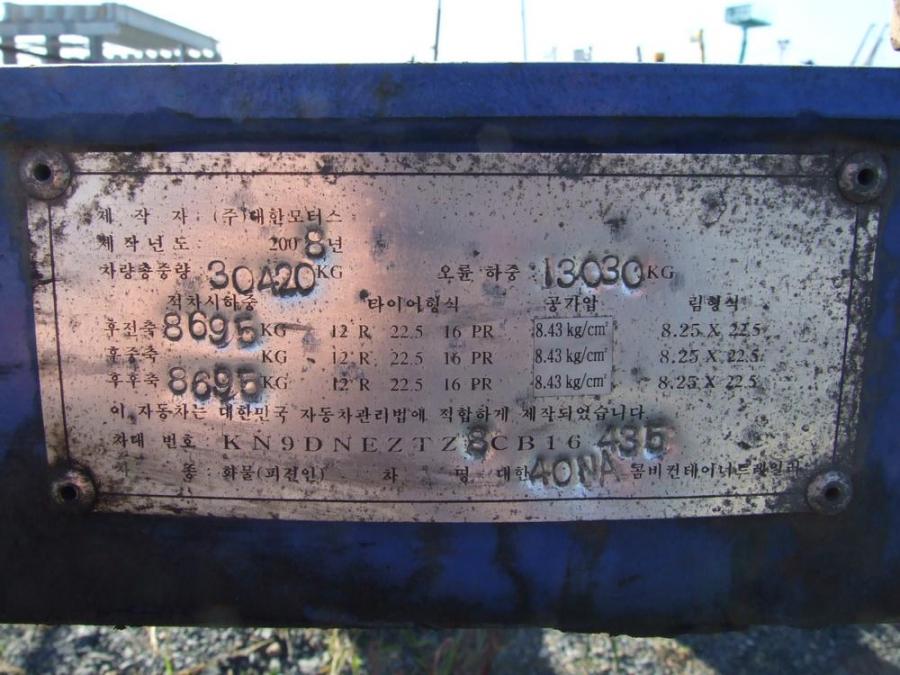 제 작 자 : (주)대한모터스
제작년도 : 2008년
차량총중량 30420KG 오륜 하중 : 13030KG
적차시하중 타이어형식 공기압 림형식
후전축 8695KG 12 R 22.5 16 PR 8.43 kg/cm² 8.25 X 22.5
후중축 KG 12 R 22.5 16 PR 8.43 kg/cm² 8.25 X 22.5
후후축 8695KG 12 R 22.5 16 PR 8.43 kg/cm² 8.25 X 22.5
이 자동차는 대한민국 자동차관리법에 적합하게 제작되었습니다.
차대 번호: KN9DNEZTZ8CB16 435
차 종 : 화물(피견인) 차 명 대한 40NA 콤비컨테이너트레일러